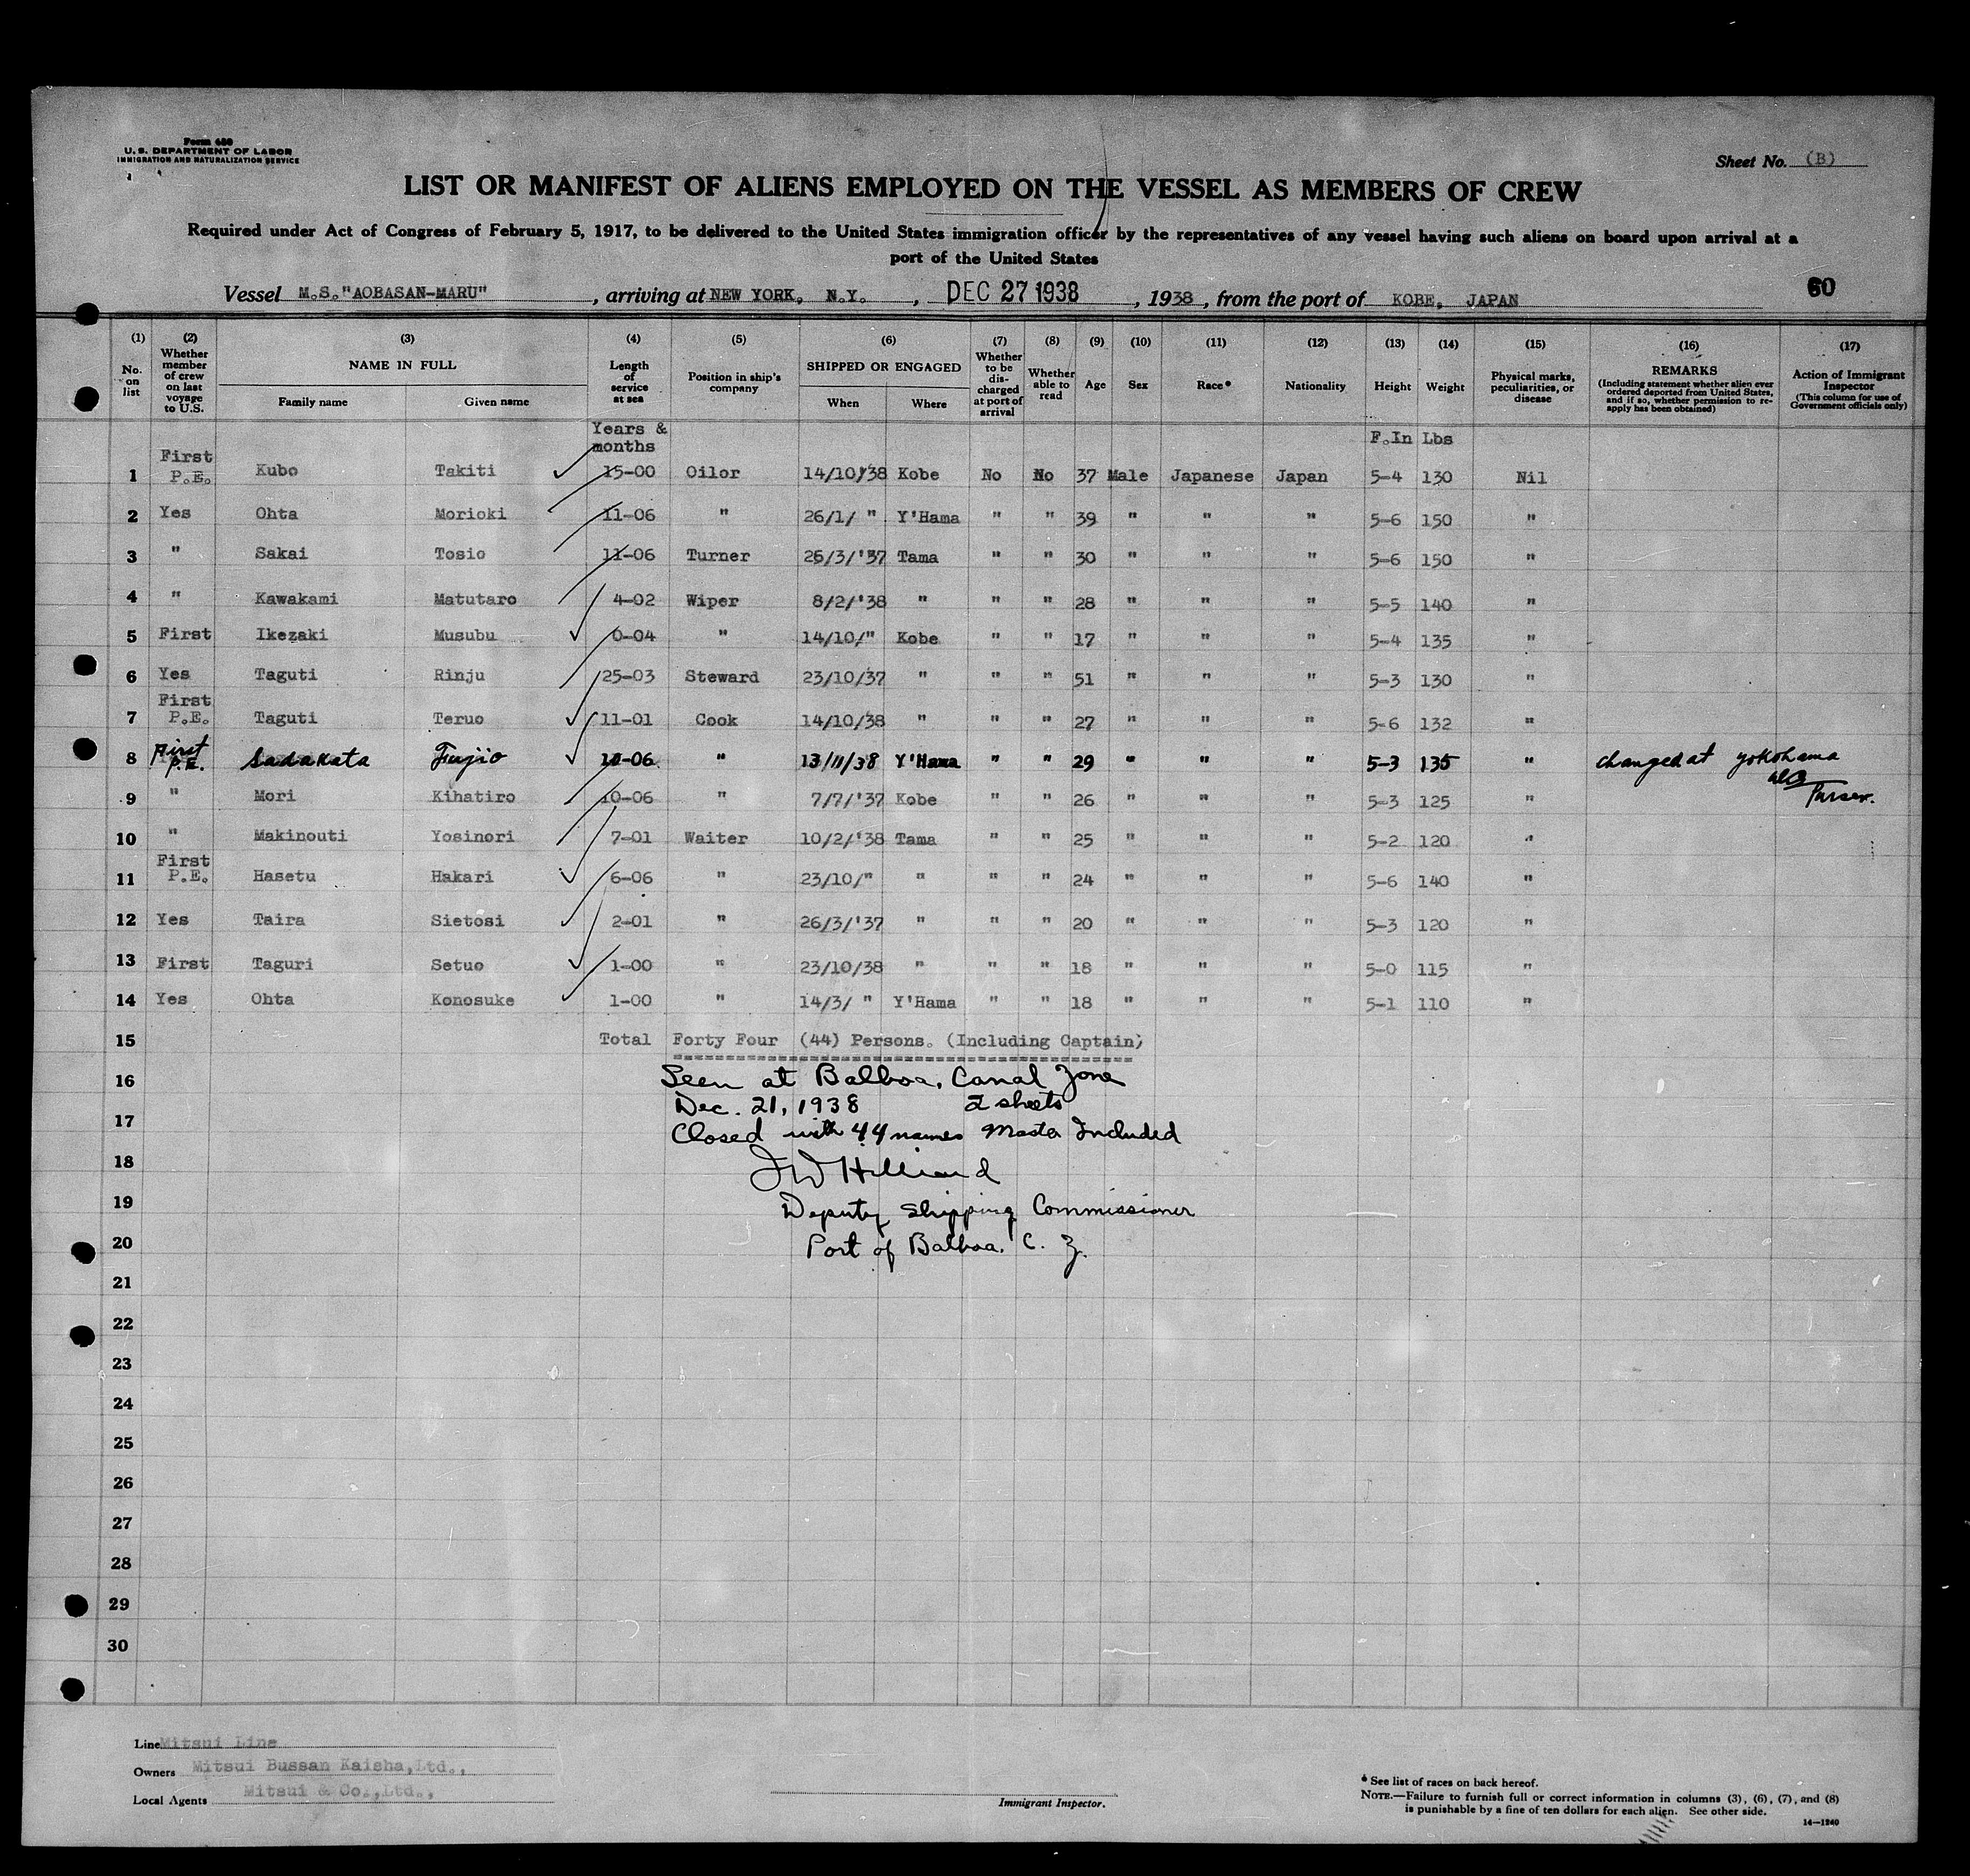 Form 680
U. S. DEPARTMENT OF LABOR
IMMIGRATION AND NATURALIZATION SERVICE
Sheet No. (B)
LIST OR MANIFEST OF ALIENS EMPLOYED ON THE VESSEL AS MEMBERS OF CREW
Required under Act of Congress of February 5, 1917, to be delivered to the United States immigration officer by the representatives of any vessel having such aliens on board upon arrival at a
port of the United States
60
Vessel M.S."AOBASAN-MARU", arriving at NEW YORK, N.Y., DEC 27 1938, 1938, from the port of KOBE, JAPAN
(1) (2) (3) (4) (5) (6) (7) (8) (9) (10) (11) (12) (13) (14) (15) (16) (17)
No. on list
Whether member of crew on last voyage to U.S.
NAME IN FULL
Family name Given name
Length of service at sea
Position in ship's company
SHIPPED OR ENGAGED
When Where
Whether to be discharged at port of arrival
Whether able to read
Age
Sex
Race*
Nationality
Height
Weight
Physical marks, peculiarities, or disease
REMARKS
(Including statement whether alien ever ordered deported from United States, and if so, whether permission to re-apply has been obtained)
Action of Immigrant Inspector
(This column for use of Government officials only)
Years & months F.In Lbs
1 First P.E. Kubo Takiti 15-00 Oilor 14/10/'38 Kobe No No 37 Male Japanese Japan 5-4 130 Nil
2 Yes Ohta Morioki 11-06 " 26/1/ " Y'Hama " " 39 " " " 5-6 150 "
3 " Sakai Tosio 11-06 Turner 26/3/'37 Tama " " 30 " " " 5-6 150 "
4 " Kawakami Matutaro 4-02 Wiper 8/2/'38 " " " 28 " " " 5-5 140 "
5 First Ikezaki Musubu 0-04 " 14/10/" Kobe " " 17 " " " 5-4 135 "
6 Yes Taguti Rinju 25-03 Steward 23/10/37 " " " 51 " " " 5-3 130 "
7 First P.E. Taguti Teruo 11-01 Cook 14/10/38 " " " 27 " " " 5-6 132 "
8 First P.E. Sadakata Fujio 10-06 " 13/11/38 Y'Hama " " 29 " " " 5-3 135 " changed at yokohama
Purser.
9 " Mori Kihatiro 10-06 " 7/7/'37 Kobe " " 26 " " " 5-3 125 "
10 " Makinouti Yosinori 7-01 Waiter 10/2/'38 Tama " " 25 " " " 5-2 120 "
11 First P.E. Hasetu Hakari 6-06 " 23/10/" " " " 24 " " " 5-6 140 "
12 Yes Taira Sietosi 2-01 " 26/3/'37 " " " 20 " " " 5-3 120 "
13 First Taguri Setuo 1-00 " 23/10/38 " " " 18 " " " 5-0 115 "
14 Yes Ohta Konosuke 1-00 " 14/3/ " Y'Hama " " 18 " " " 5-1 110 "
15 Total Forty Four (44) Persons. (Including Captain)
16 Seen at Balboa, Canal Zone
Dec. 21, 1938 2 sheets
17 Closed with 44 names Master Included
18 JW Hilliard
19 Deputy Shipping Commissioner
20 Port of Balboa. C. Z.
21
22
23
24
25
26
27
28
29
30
Line Mitsui Line
Owners Mitsui Bussan Kaisha,Ltd.,
Local Agents Mitsui & Co.,Ltd.,
Immigrant Inspector.
* See list of races on back hereof.
NOTE.—Failure to furnish full or correct information in columns (3), (6), (7), and (8)
is punishable by a fine of ten dollars for each alien. See other side.
14—1240